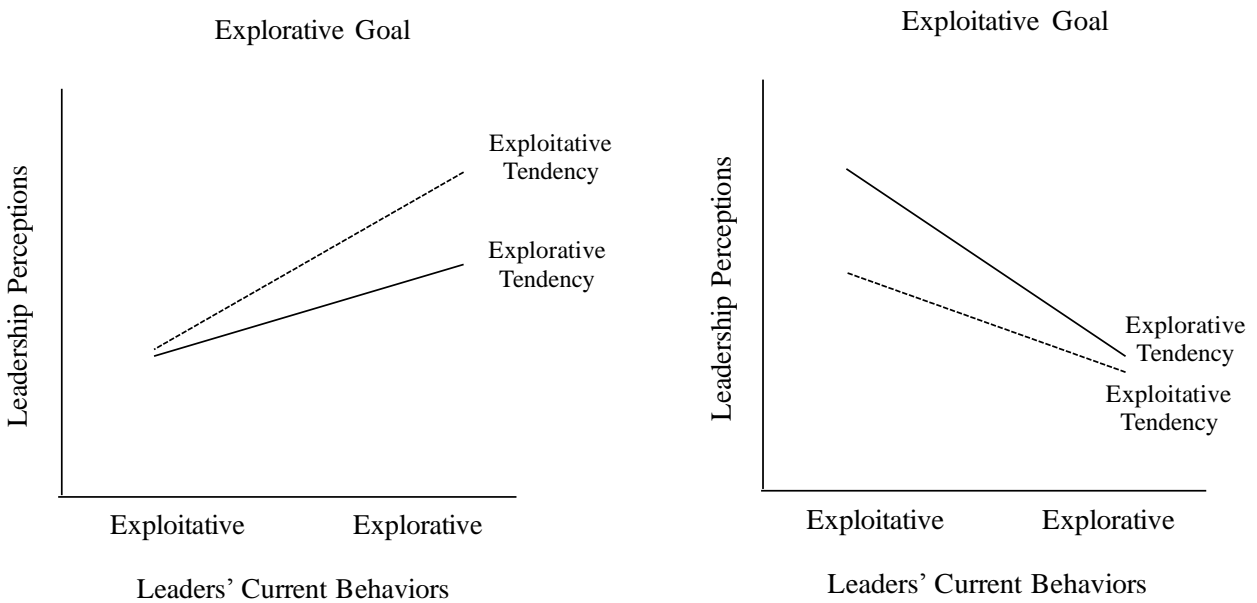 Explorative Goal
Leadership Perceptions
Exploitative
Tendency
Explorative
Tendency
Exploitative
Explorative
Leaders’ Current Behaviors
Exploitative Goal
Leadership Perceptions
Explorative
Tendency
Exploitative
Tendency
Exploitative
Explorative
Leaders’ Current Behaviors